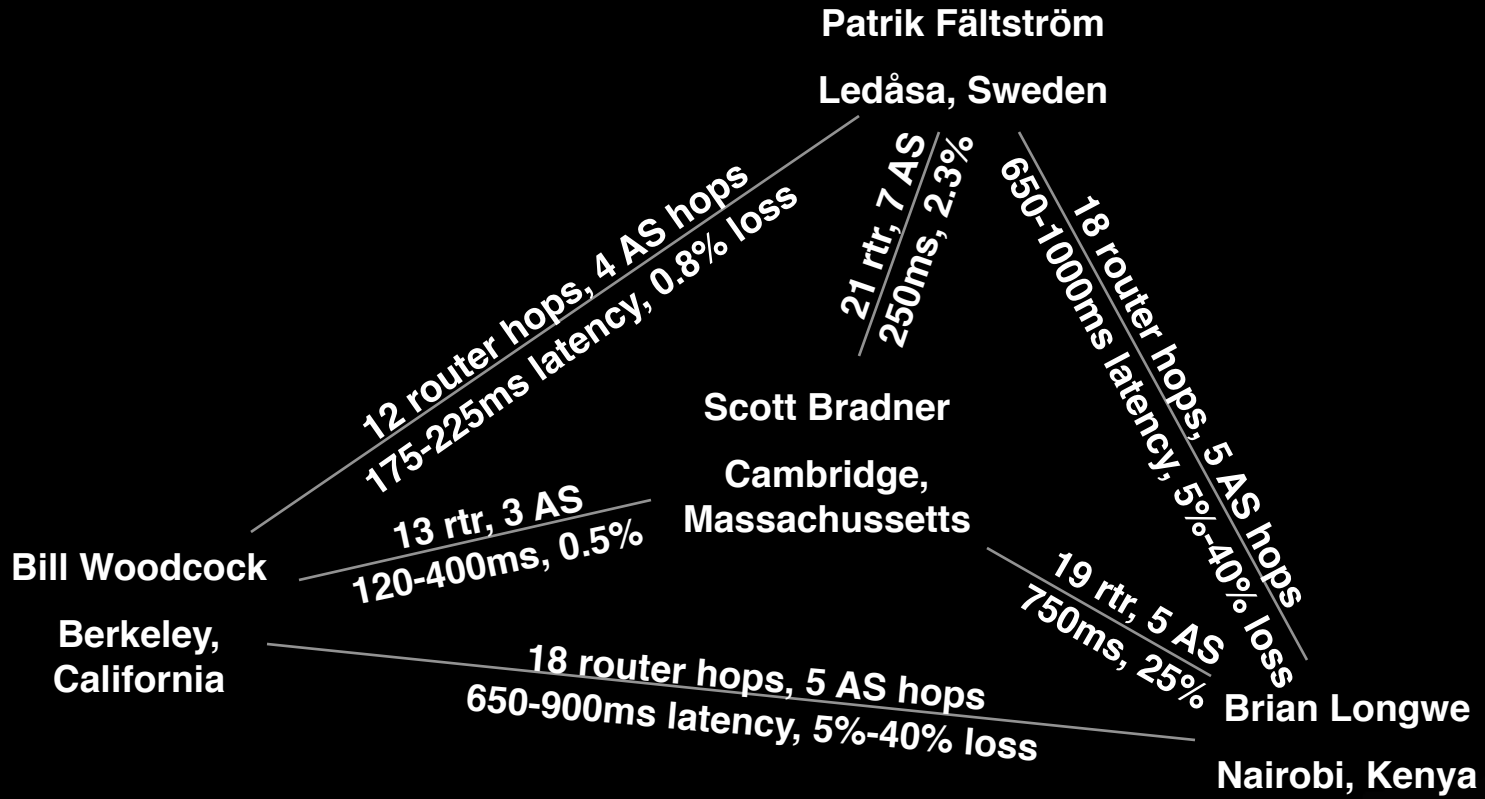 Patrik Fältström
Ledåsa, Sweden
12 router hops, 4 AS hops
175-225ms latency, 0.8% loss
21 rtr, 7 AS
250ms, 2.3%
18 router hops, 5 AS hops
650-1000ms latency, 5%-40% loss
Scott Bradner
Cambridge,
Massachussetts
13 rtr, 3 AS
120-400ms, 0.5%
Bill Woodcock
Berkeley,
California
19 rtr, 5 AS
750ms, 25%
18 router hops, 5 AS hops
650-900ms latency, 5%-40% loss
Brian Longwe
Nairobi, Kenya